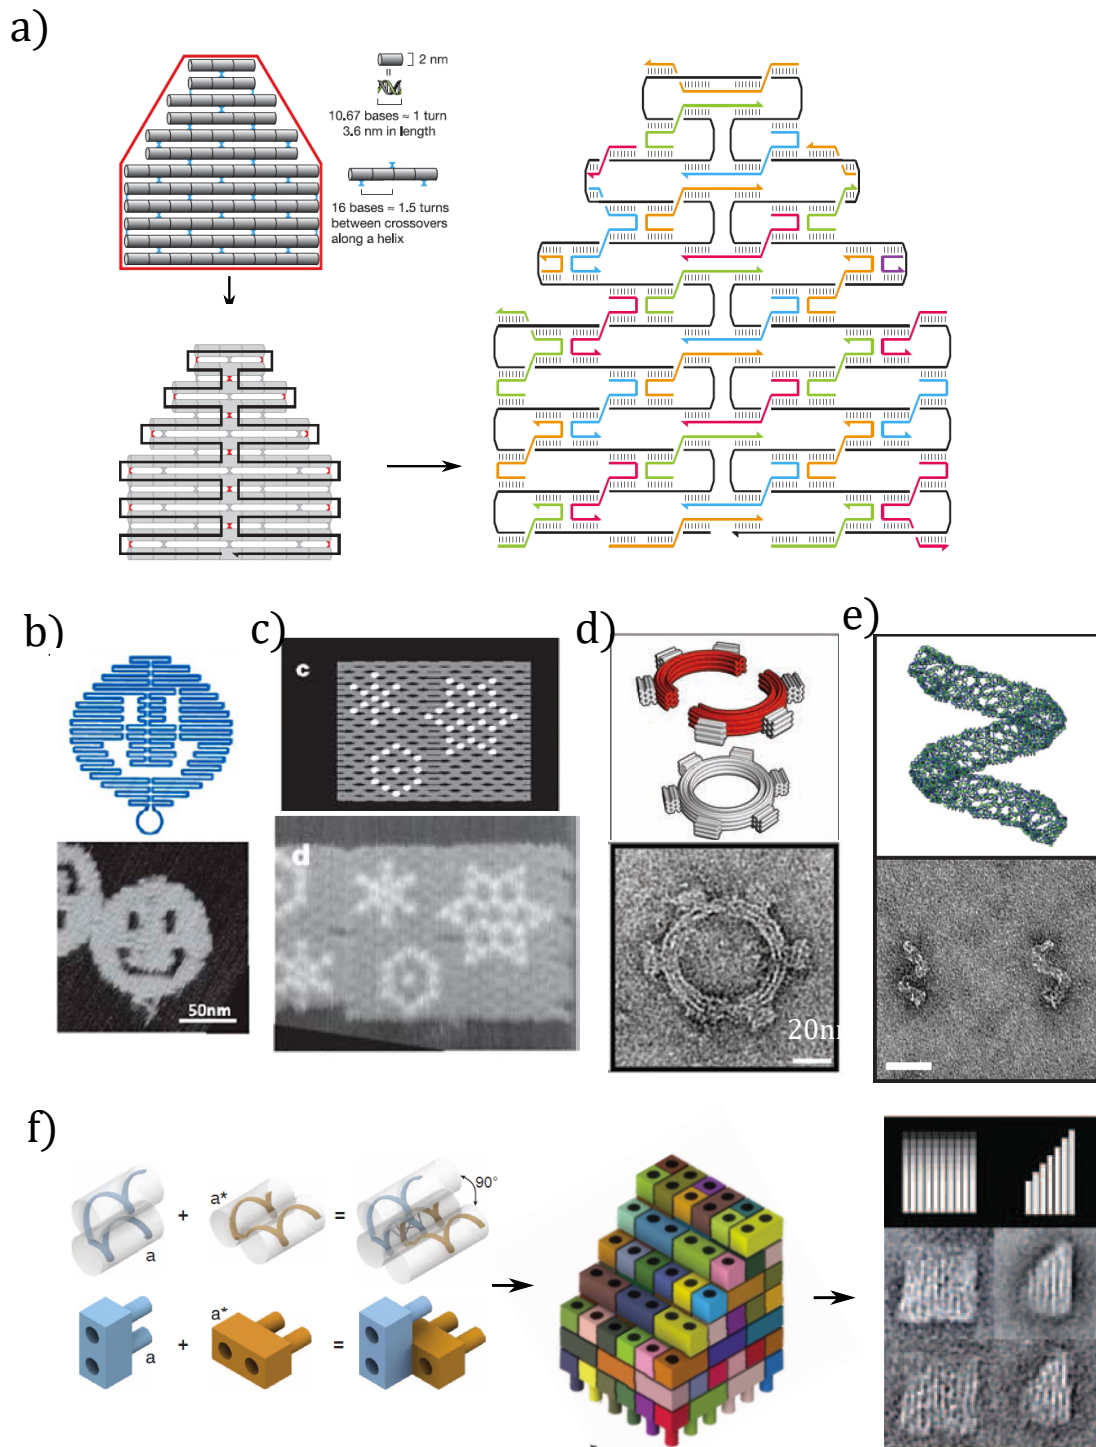 a)
2 nm
=
10.67 bases ≈ 1 turn
3.6 nm in length
16 bases ≈ 1.5 turns
between crossovers
along a helix
b)
c)
d)
e)
c
d
50nm
20n
f)
a
+
a*
=
90°
a
+
a*
=